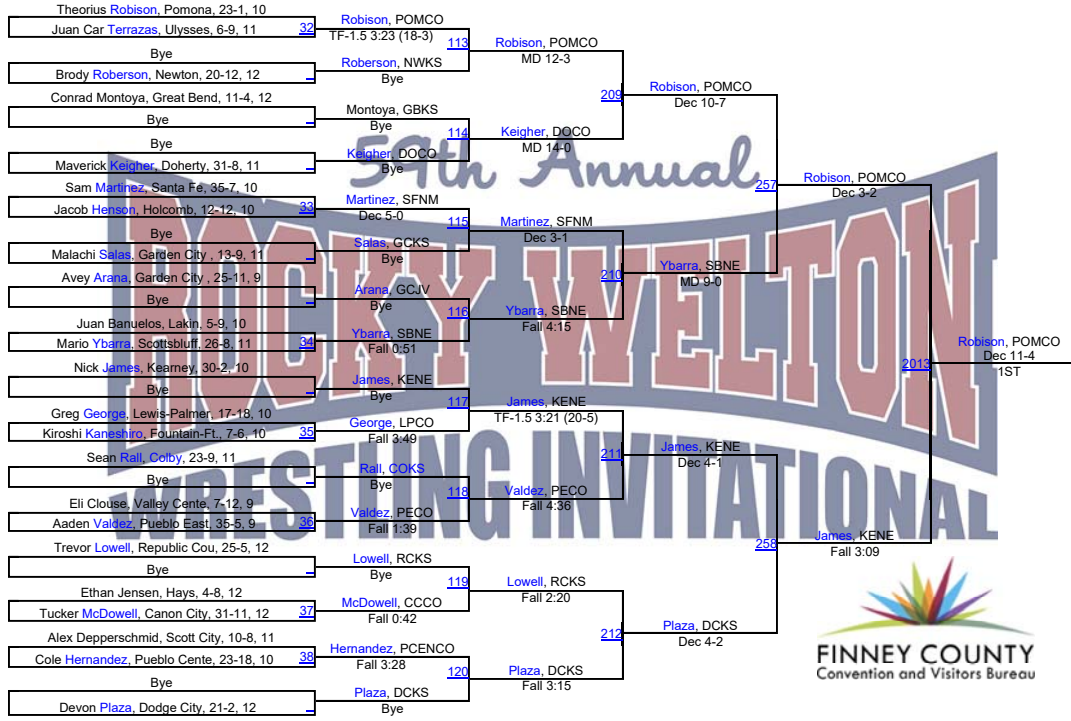 Theorius Robison, Pomona, 23-1, 10
Juan Car Terrazas, Ulysses, 6-9, 11
32
Bye
Brody Roberson, Newton, 20-12, 12
Conrad Montoya, Great Bend, 11-4, 12
Bye
Bye
Maverick Keigher, Doherty, 31-8, 11
Sam Martinez, Santa Fe, 35-7, 10
Jacob Henson, Holcomb, 12-12, 10
33
Bye
Malachi Salas, Garden City , 13-9, 11
Avey Arana, Garden City , 25-11, 9
Bye
Juan Banuelos, Lakin, 5-9, 10
Mario Ybarra, Scottsbluff, 26-8, 11
34
Nick James, Kearney, 30-2, 10
Bye
Greg George, Lewis-Palmer, 17-18, 10
Kiroshi Kaneshiro, Fountain-Ft., 7-6, 10
35
Sean Rall, Colby, 23-9, 11
Bye
Eli Clouse, Valley Cente, 7-12, 9
Aaden Valdez, Pueblo East, 35-5, 9
36
Trevor Lowell, Republic Cou, 25-5, 12
Bye
Ethan Jensen, Hays, 4-8, 12
Tucker McDowell, Canon City, 31-11, 12
37
Alex Depperschmid, Scott City, 10-8, 11
Cole Hernandez, Pueblo Cente, 23-18, 10
38
Bye
Devon Plaza, Dodge City, 21-2, 12
Robison, POMCO
TF-1.5 3:23 (18-3)
113
Roberson, NWKS
Bye
Montoya, GBKS
Bye
114
Keigher, DOCO
Bye
Martinez, SFNM
Dec 5-0
115
Salas, GCKS
Bye
Arana, GCJV
Bye
116
Ybarra, SBNE
Fall 0:51
James, KENE
Bye
117
George, LPCO
Fall 3:49
Rall, COKS
Bye
118
Valdez, PECO
Fall 1:39
Lowell, RCKS
Bye
119
McDowell, CCCO
Fall 0:42
Hernandez, PCENCO
Fall 3:28
120
Plaza, DCKS
Bye
Robison, POMCO
MD 12-3
209
Keigher, DOCO
MD 14-0
Martinez, SFNM
Dec 3-1
210
Ybarra, SBNE
Fall 4:15
James, KENE
TF-1.5 3:21 (20-5)
211
Valdez, PECO
Fall 4:36
Lowell, RCKS
Fall 2:20
212
Plaza, DCKS
Fall 3:15
Robison, POMCO
Dec 10-7
257
Ybarra, SBNE
MD 9-0
James, KENE
Dec 4-1
258
Plaza, DCKS
Dec 4-2
Robison, POMCO
Dec 3-2
2013
James, KENE
Fall 3:09
Robison, POMCO
Dec 11-4
1ST
59th Annual
ROCKY WELTON
WRESTLING INVITATIONAL
FINNEY COUNTY
Convention and Visitors Bureau